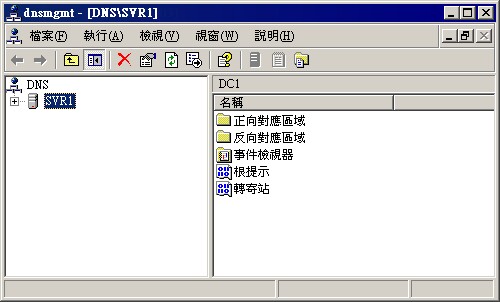 dnsmgmt - [DNS\SVR1]
檔案(F) 執行(A) 檢視(V) 視窗(W) 說明(H)
DNS
SVR1
DC1
名稱
正向對應區域
反向對應區域
事件檢視器
根提示
轉寄站